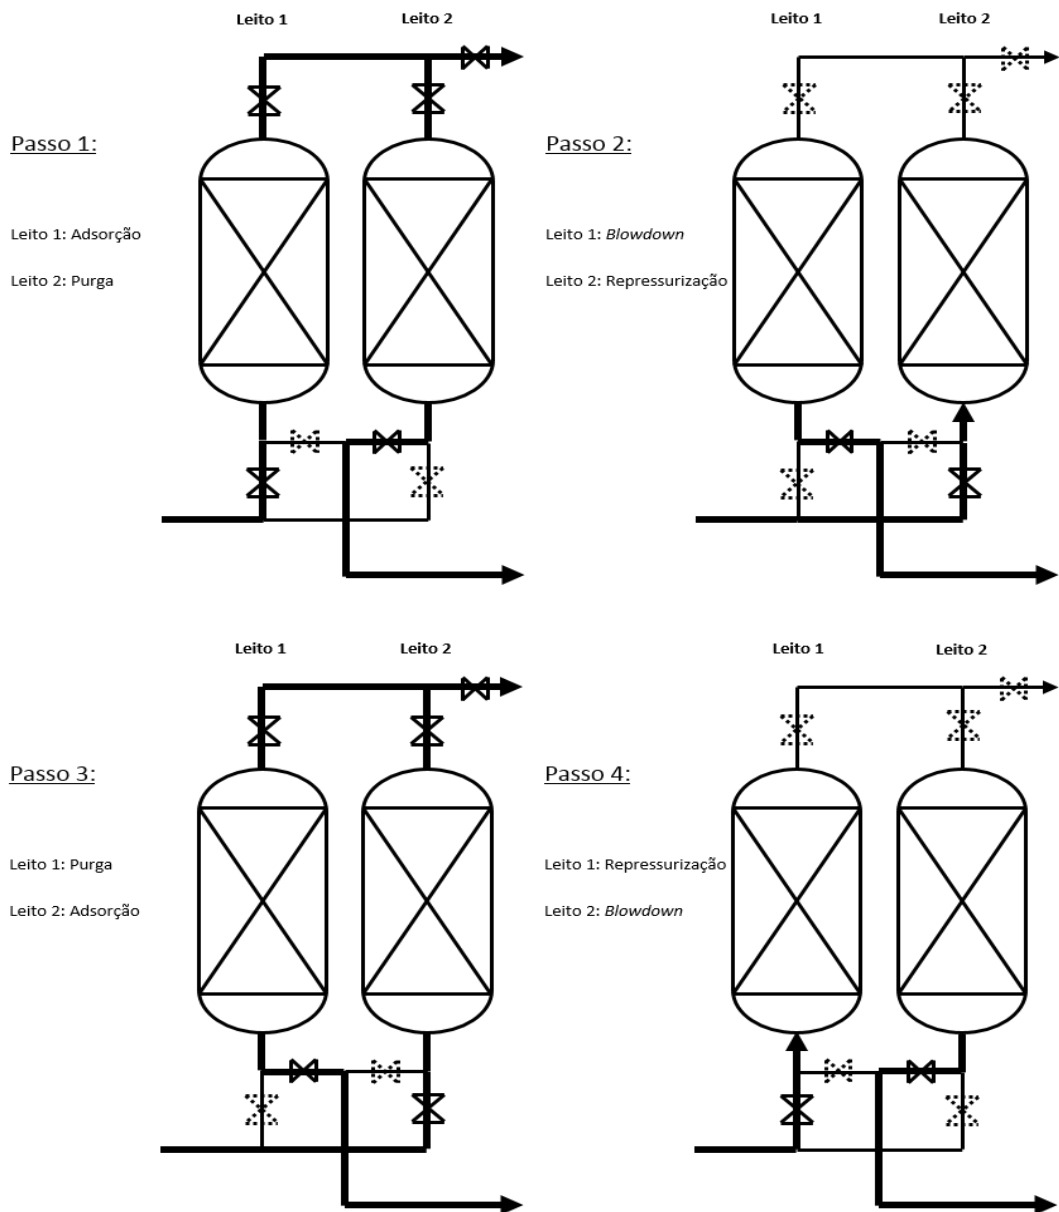 Leito 1
Leito 2
Leito 1
Leito 2
Passo 1:
Leito 1: Adsorção
Leito 2: Purga
Passo 2:
Leito 1: Blowdown
Leito 2: Repressurização
Leito 1
Leito 2
Leito 1
Leito 2
Passo 3:
Leito 1: Purga
Leito 2: Adsorção
Passo 4:
Leito 1: Repressurização
Leito 2: Blowdown